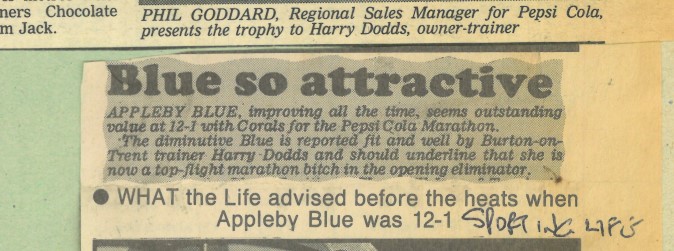 ners Chocolate
m Jack.
PHIL GODDARD, Regional Sales Manager for Pepsi Cola,
presents the trophy to Harry Dodds, owner-trainer
Blue so attractive
APPLEBY BLUE, improving all the time, seems outstanding
value at 12-1 with Corals for the Pepsi Cola Marathon.
The diminutive Blue is reported fit and well by Burton-on-
Trent trainer Harry Dodds and should underline that she is
now a top-flight marathon bitch in the opening eliminator.
● WHAT the Life advised before the heats when
Appleby Blue was 12-1 SPORTING LIFE